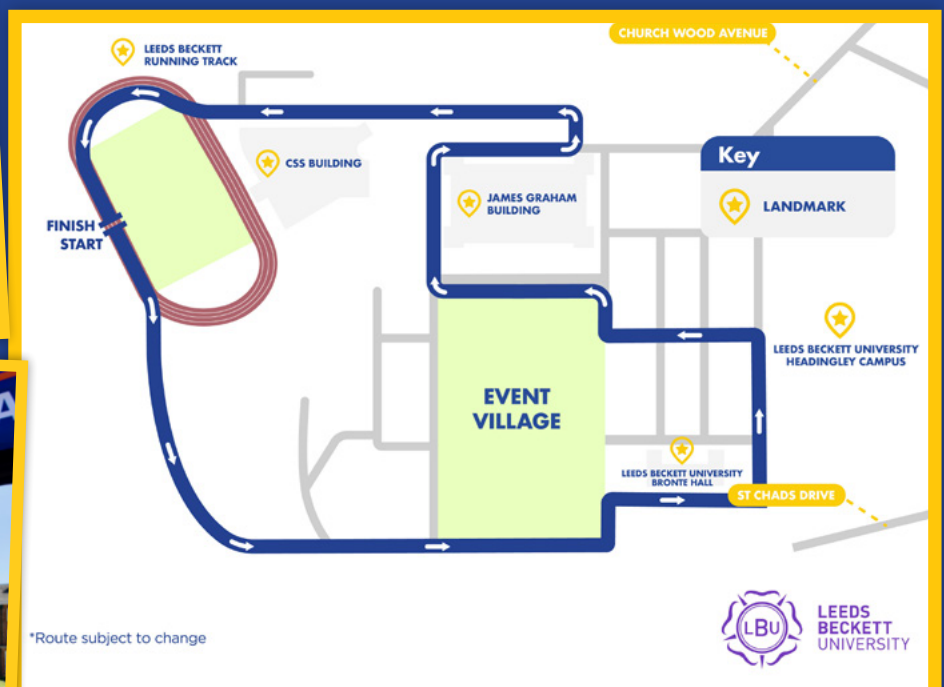 CHURCH WOOD AVENUE
LEEDS BECKETT
RUNNING TRACK
CSS BUILDING
JAMES GRAHAM
BUILDING
Key
LANDMARK
FINISH
START
LEEDS BECKETT UNIVERSITY
HEADINGLEY CAMPUS
EVENT
VILLAGE
LEEDS BECKETT UNIVERSITY
BRONTE HALL
ST CHADS DRIVE
*Route subject to change
LBU
LEEDS
BECKETT
UNIVERSITY